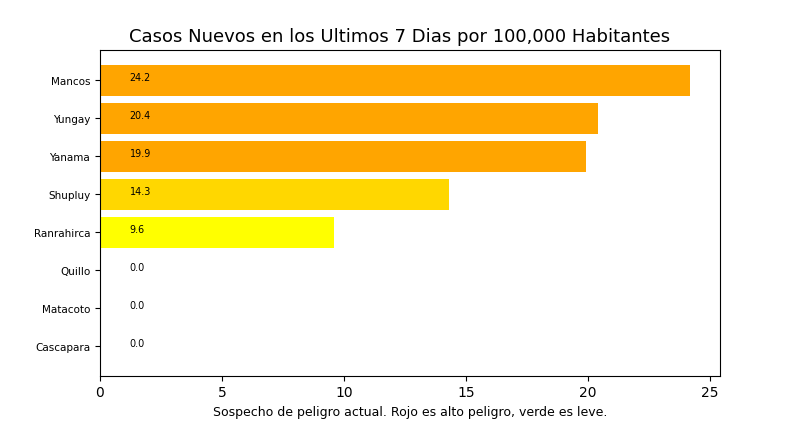 Casos Nuevos en los Ultimos 7 Dias por 100,000 Habitantes
Mancos 24.2
Yungay 20.4
Yanama 19.9
Shupluy 14.3
Ranrahirca 9.6
Quillo 0.0
Matacoto 0.0
Cascapara 0.0
0 5 10 15 20 25
Sospecho de peligro actual. Rojo es alto peligro, verde es leve.